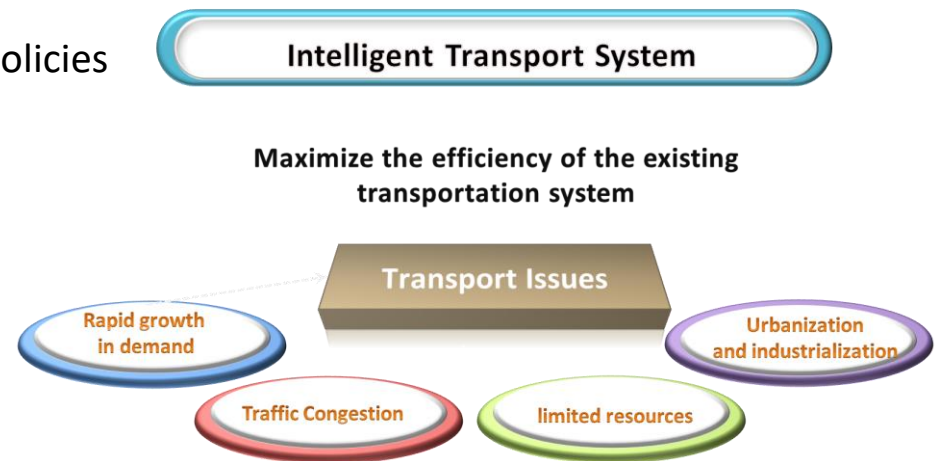 olicies
Intelligent Transport System
Maximize the efficiency of the existing
transportation system
Transport Issues
Rapid growth
in demand
Urbanization
and industrialization
Traffic Congestion
limited resources